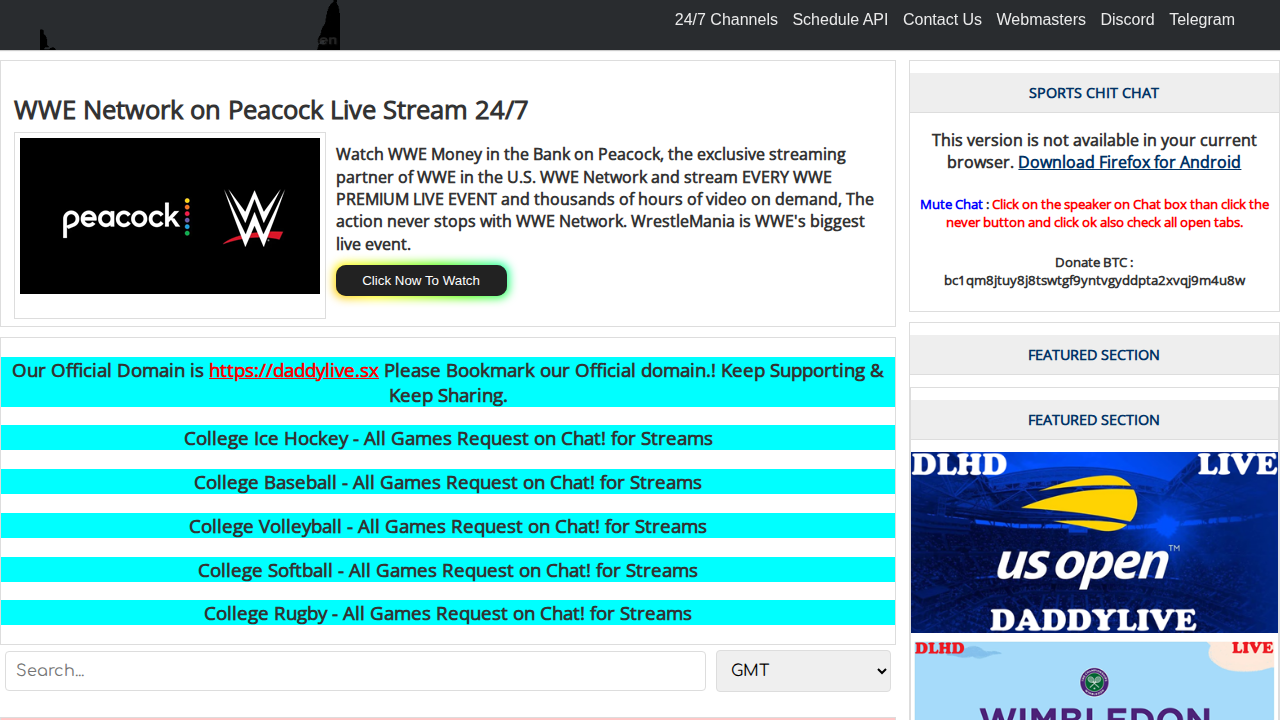 24/7 Channels Schedule API Contact Us Webmasters Discord Telegram
WWE Network on Peacock Live Stream 24/7
peacock W
Watch WWE Money in the Bank on Peacock, the exclusive streaming
partner of WWE in the U.S. WWE Network and stream EVERY WWE
PREMIUM LIVE EVENT and thousands of hours of video on demand, The
action never stops with WWE Network. WrestleMania is WWE's biggest
live event.
Click Now To Watch
Our Official Domain is https://daddylive.sx Please Bookmark our Official domain.! Keep Supporting &
Keep Sharing.
College Ice Hockey - All Games Request on Chat! for Streams
College Baseball - All Games Request on Chat! for Streams
College Volleyball - All Games Request on Chat! for Streams
College Softball - All Games Request on Chat! for Streams
College Rugby - All Games Request on Chat! for Streams
Search...
GMT
SPORTS CHIT CHAT
This version is not available in your current
browser. Download Firefox for Android
Mute Chat : Click on the speaker on Chat box than click the
never button and click ok also check all open tabs.
Donate BTC :
bc1qm8jtuy8j8tswtgf9yntvgyddpta2xvqj9m4u8w
FEATURED SECTION
FEATURED SECTION
DLHD LIVE
us open™
DADDYLIVE
DLHD LIVE
WIMBLEDON